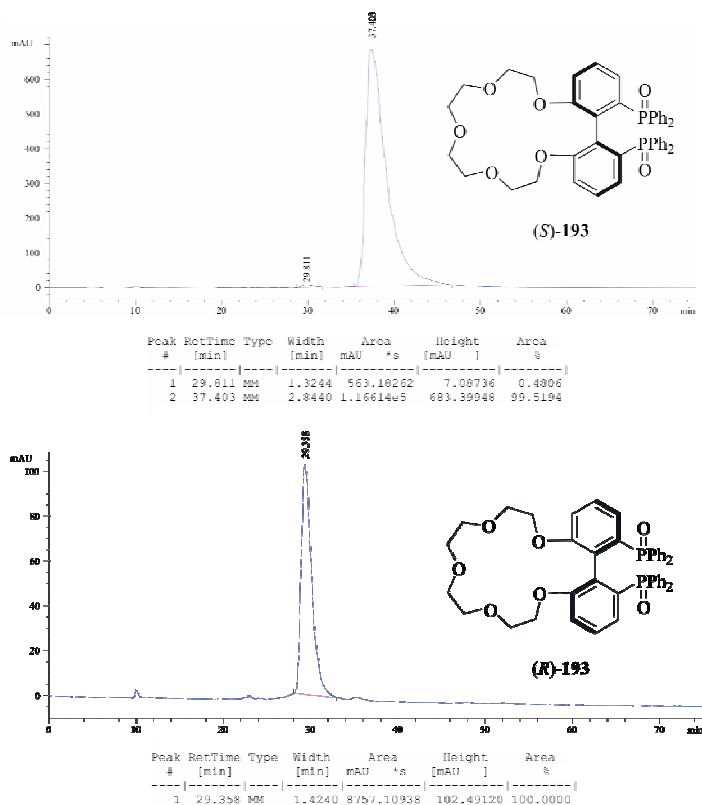 37.403
mAU
600
500
400
300
200
100
0
29.811
0 10 20 30 40 50 60 70 min
O O O O O
O
PPh2
PPh2
O
(S)-193
Peak RetTime Type Width Area Height Area
# [min] [min] mAU *s [mAU ] %
----|-------|----|-------|----------|----------|--------|
1 29.811 MM 1.3244 563.18262 7.08736 0.4806
2 37.403 MM 2.8440 1.16614e5 683.39948 99.5194
29.358
mAU
100
80
60
40
20
0
0 10 20 30 40 50 60 70 min
O O O O O
O
PPh2
PPh2
O
(R)-193
Peak RetTime Type Width Area Height Area
# [min] [min] mAU *s [mAU ] %
----|-------|----|-------|----------|----------|--------|
1 29.358 MM 1.4240 8757.10938 102.49120 100.0000